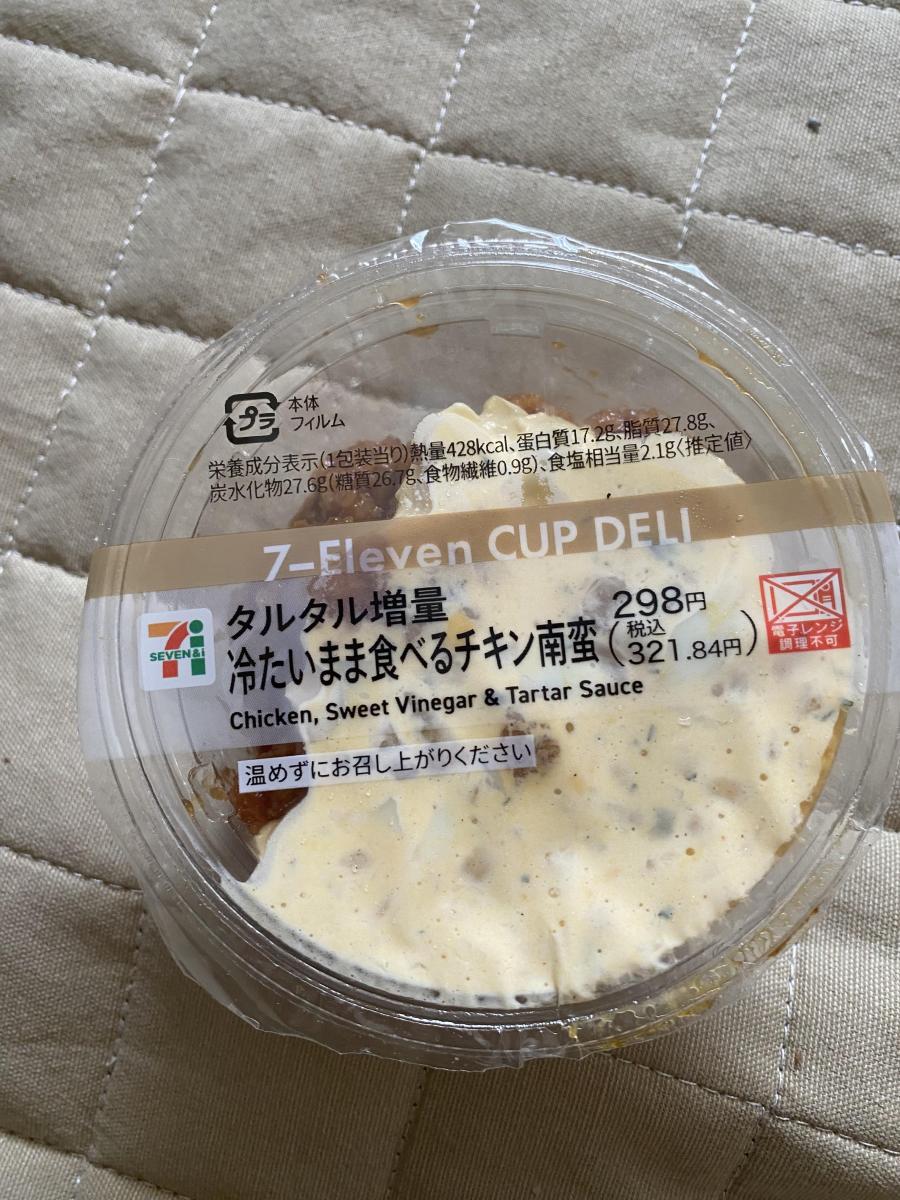 プラ
本体
フィルム
栄養成分表示(1包装当り)熱量428kcal、蛋白質17.2g、脂質27.8g、
炭水化物27.6g(糖質26.7g、食物繊維0.9g)、食塩相当量2.1g〈推定値〉
7-Eleven CUP DELI
タルタル増量
冷たいまま食べるチキン南蛮
298円
(税込
321.84円)
Chicken, Sweet Vinegar & Tartar Sauce
SEVEN&i
電子レンジ
調理不可
温めずにお召し上がりください